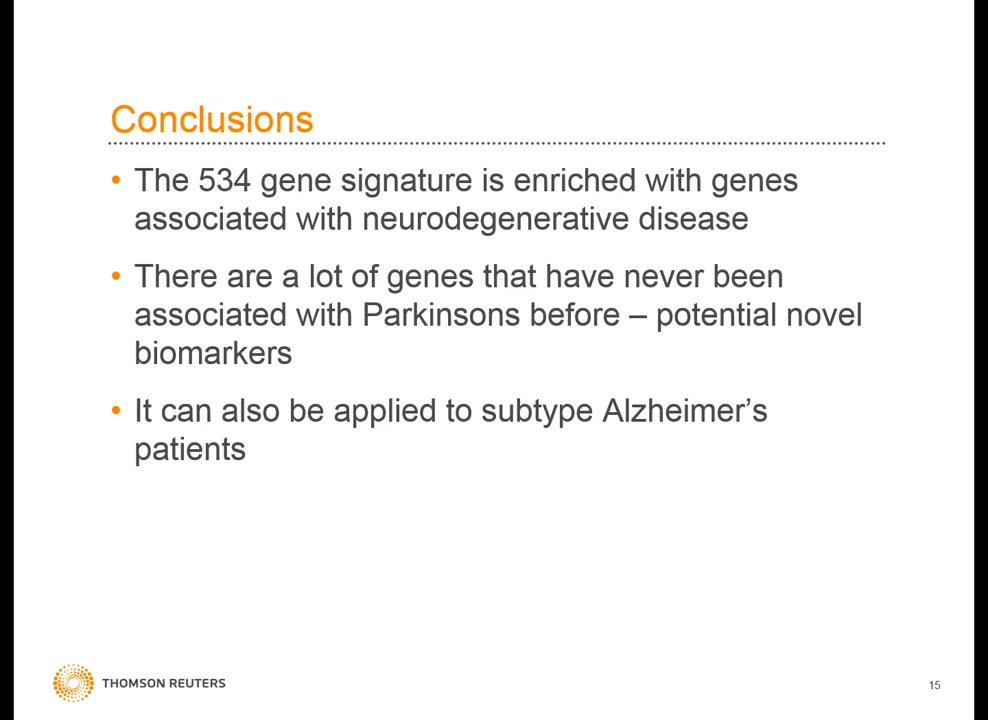 Conclusions
• The 534 gene signature is enriched with genes
associated with neurodegenerative disease
• There are a lot of genes that have never been
associated with Parkinsons before – potential novel
biomarkers
• It can also be applied to subtype Alzheimer’s
patients
THOMSON REUTERS
15